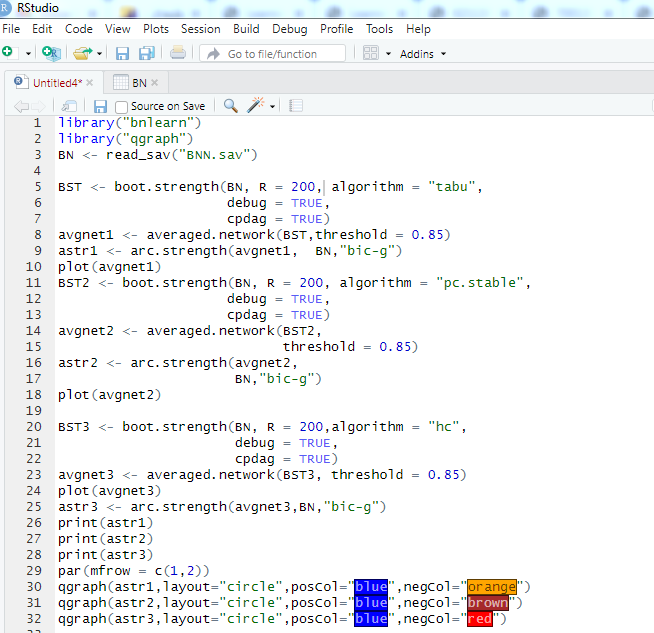 RStudio
File Edit Code View Plots Session Build Debug Profile Tools Help
Go to file/function Addins
Untitled4* BN
Source on Save
1 library("bnlearn")
2 library("qgraph")
3 BN <- read_sav("BNN.sav")
4
5 BST <- boot.strength(BN, R = 200, algorithm = "tabu",
6 debug = TRUE,
7 cpdag = TRUE)
8 avgnet1 <- averaged.network(BST,threshold = 0.85)
9 astr1 <- arc.strength(avgnet1, BN,"bic-g")
10 plot(avgnet1)
11 BST2 <- boot.strength(BN, R = 200, algorithm = "pc.stable",
12 debug = TRUE,
13 cpdag = TRUE)
14 avgnet2 <- averaged.network(BST2,
15 threshold = 0.85)
16 astr2 <- arc.strength(avgnet2,
17 BN,"bic-g")
18 plot(avgnet2)
19
20 BST3 <- boot.strength(BN, R = 200,algorithm = "hc",
21 debug = TRUE,
22 cpdag = TRUE)
23 avgnet3 <- averaged.network(BST3, threshold = 0.85)
24 plot(avgnet3)
25 astr3 <- arc.strength(avgnet3,BN,"bic-g")
26 print(astr1)
27 print(astr2)
28 print(astr3)
29 par(mfrow = c(1,2))
30 qgraph(astr1,layout="circle",posCol="blue",negCol="orange")
31 qgraph(astr2,layout="circle",posCol="blue",negCol="brown")
32 qgraph(astr3,layout="circle",posCol="blue",negCol="red")